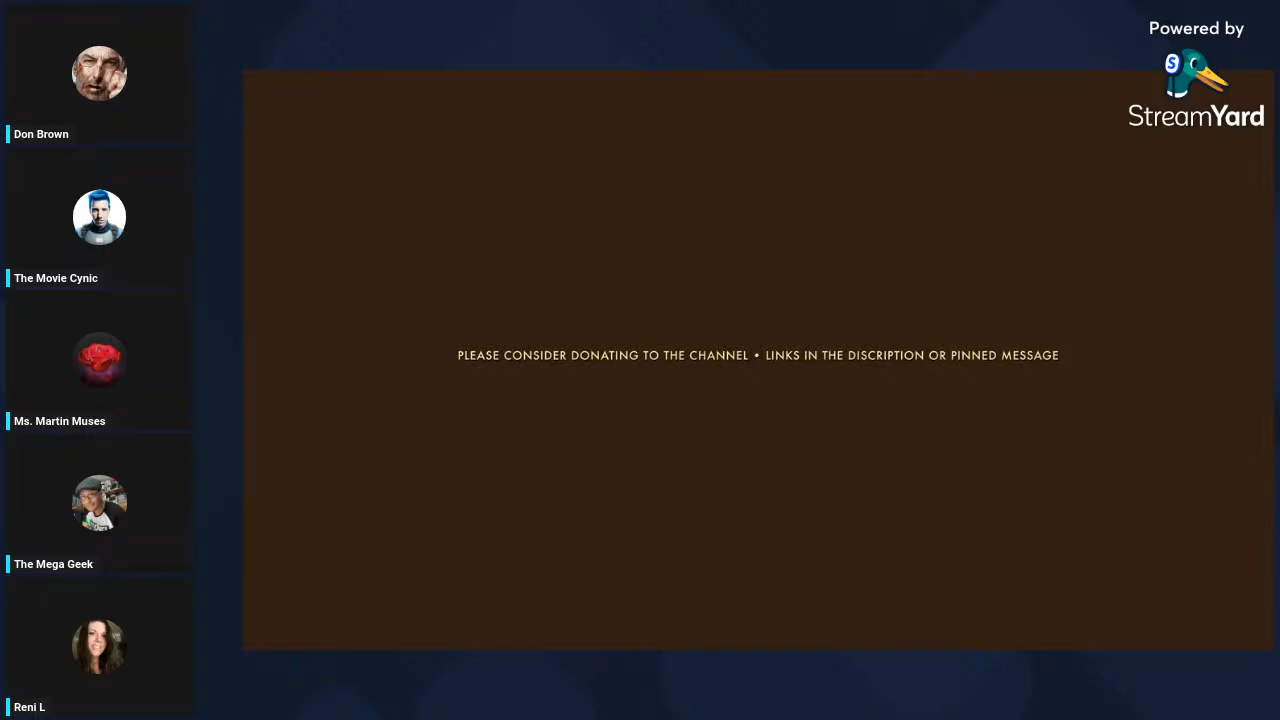 Powered by
StreamYard
Don Brown
The Movie Cynic
Ms. Martin Muses
The Mega Geek
Reni L
PLEASE CONSIDER DONATING TO THE CHANNEL • LINKS IN THE DISCRIPTION OR PINNED MESSAGE